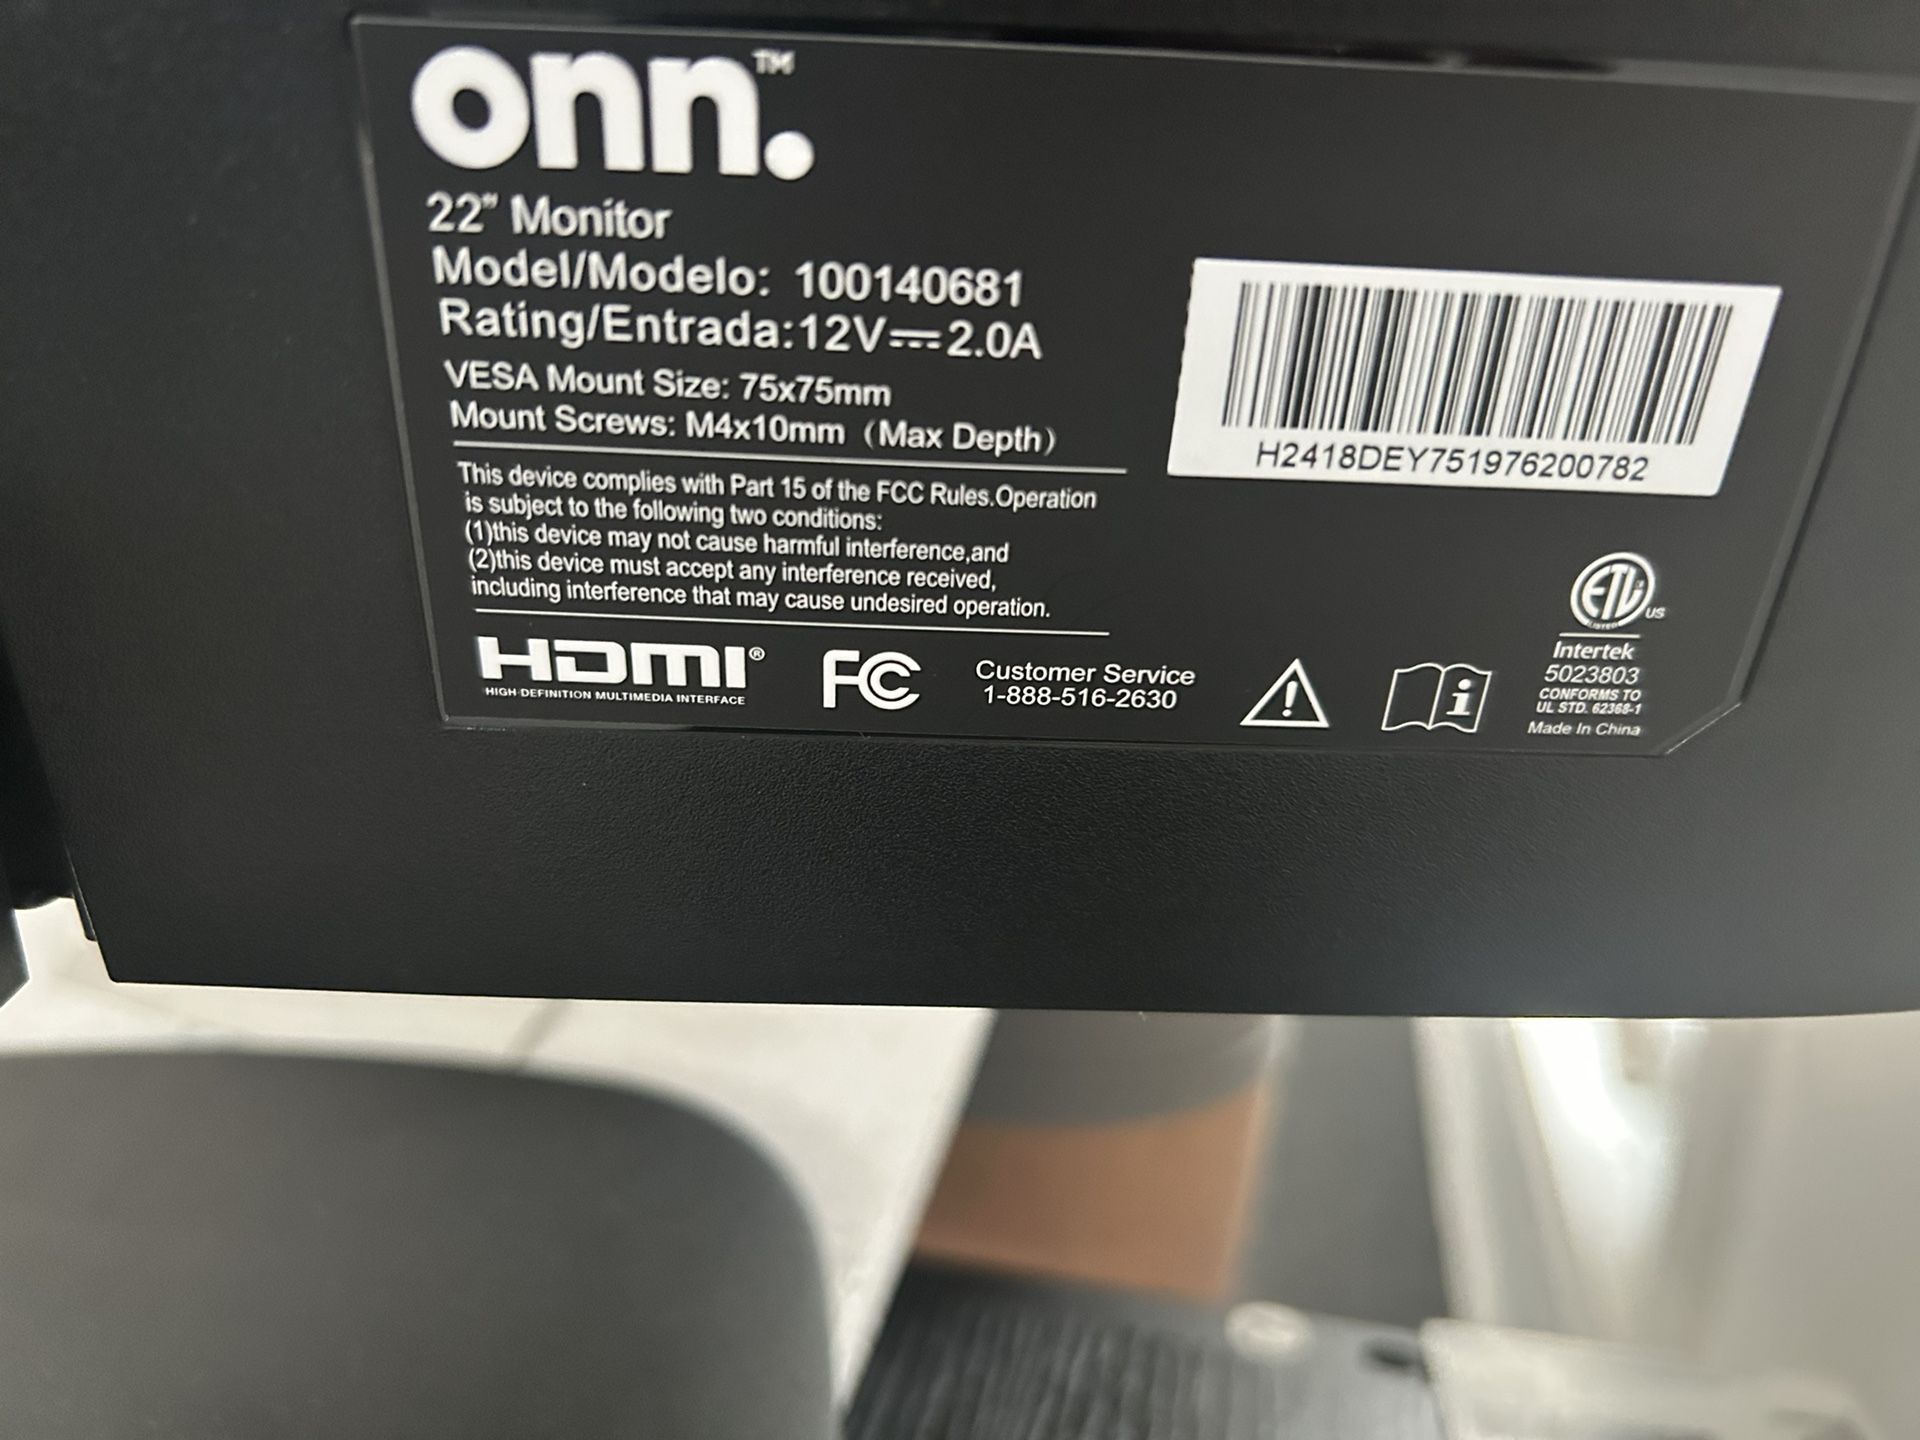 onn.™
22" Monitor
Model/Modelo: 100140681
Rating/Entrada:12V⎓2.0A
VESA Mount Size: 75x75mm
Mount Screws: M4x10mm (Max Depth)
This device complies with Part 15 of the FCC Rules.Operation
is subject to the following two conditions:
(1)this device may not cause harmful interference,and
(2)this device must accept any interference received,
including interference that may cause undesired operation.
H2418DEY751976200782
HDMI®
HIGH-DEFINITION MULTIMEDIA INTERFACE
FC
Customer Service
1-888-516-2630
ETL US
LISTED
Intertek
5023803
CONFORMS TO
UL STD. 62368-1
Made In China